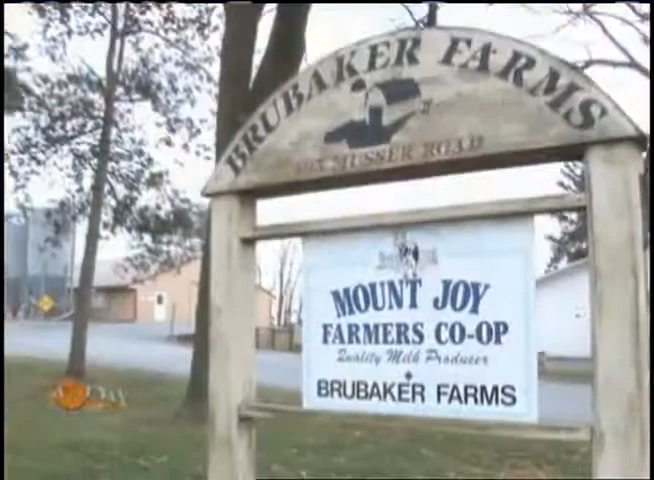 BRUBAKER FARMS
MUSSER ROAD
MOUNT JOY
FARMERS CO-OP
Quality Milk Producer
BRUBAKER FARMS